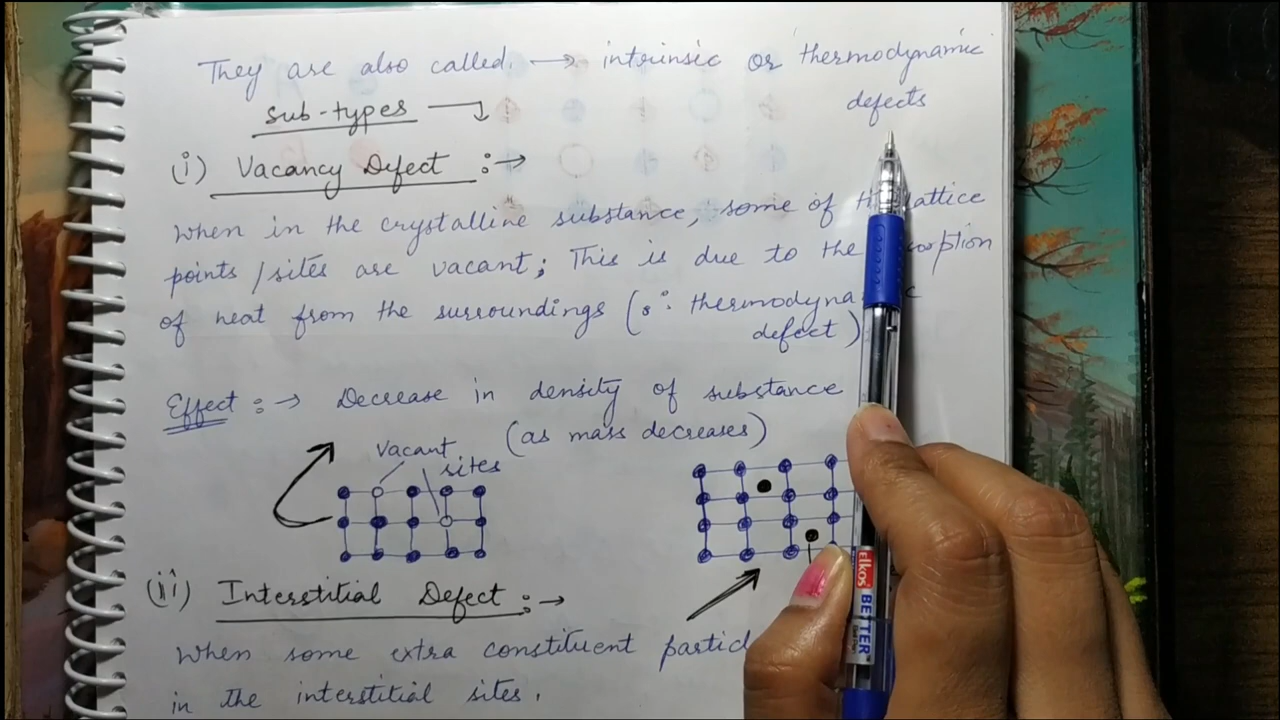 They are also called. → intrinsic or thermodynamic
defects
sub-types
(i) Vacancy Defect :→
When in the crystalline substance, some of lattice
points / sites are vacant; This is due to the
of heat from the surroundings (∴ thermodynamic
defect)
Effect :→ Decrease in density of substance
(as mass decreases)
vacant
sites
(ii) Interstitial Defect :→
When some extra constituent
in the interstitial sites.
elkos BETTER